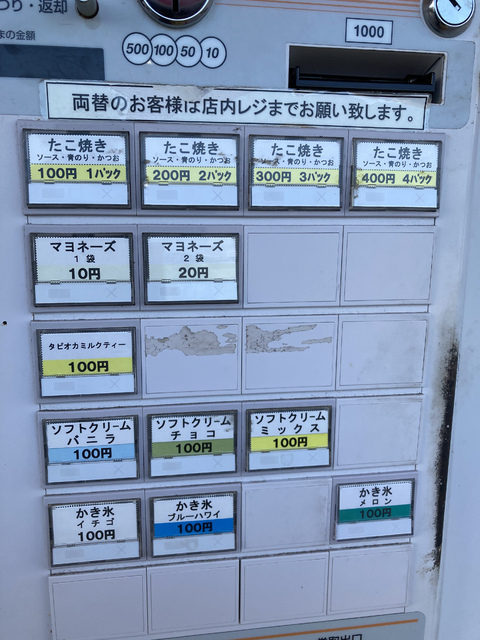 つり・返却
まの金額
500 100 50 10
1000
両替のお客様は店内レジまでお願い致します。
たこ焼き
ソース・青のり・かつお
100円 1パック
たこ焼き
ソース・青のり・かつお
200円 2パック
たこ焼き
ソース・青のり・かつお
300円 3パック
たこ焼き
ソース・青のり・かつお
400円 4パック
マヨネーズ
1袋
10円
マヨネーズ
2袋
20円
タピオカミルクティー
100円
ソフトクリーム
バニラ
100円
ソフトクリーム
チョコ
100円
ソフトクリーム
ミックス
100円
かき氷
イチゴ
100円
かき氷
ブルーハワイ
100円
かき氷
メロン
100円
取出口